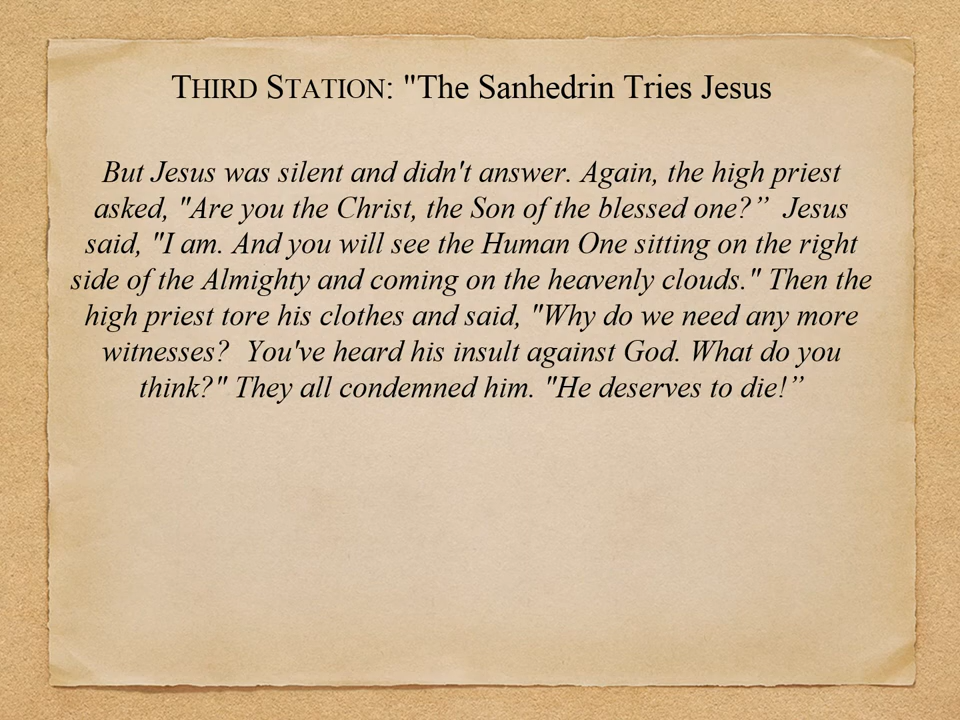 THIRD STATION: "The Sanhedrin Tries Jesus
But Jesus was silent and didn't answer. Again, the high priest
asked, "Are you the Christ, the Son of the blessed one?”  Jesus
said, "I am. And you will see the Human One sitting on the right
side of the Almighty and coming on the heavenly clouds." Then the
high priest tore his clothes and said, "Why do we need any more
witnesses?  You've heard his insult against God. What do you
think?" They all condemned him. "He deserves to die!”